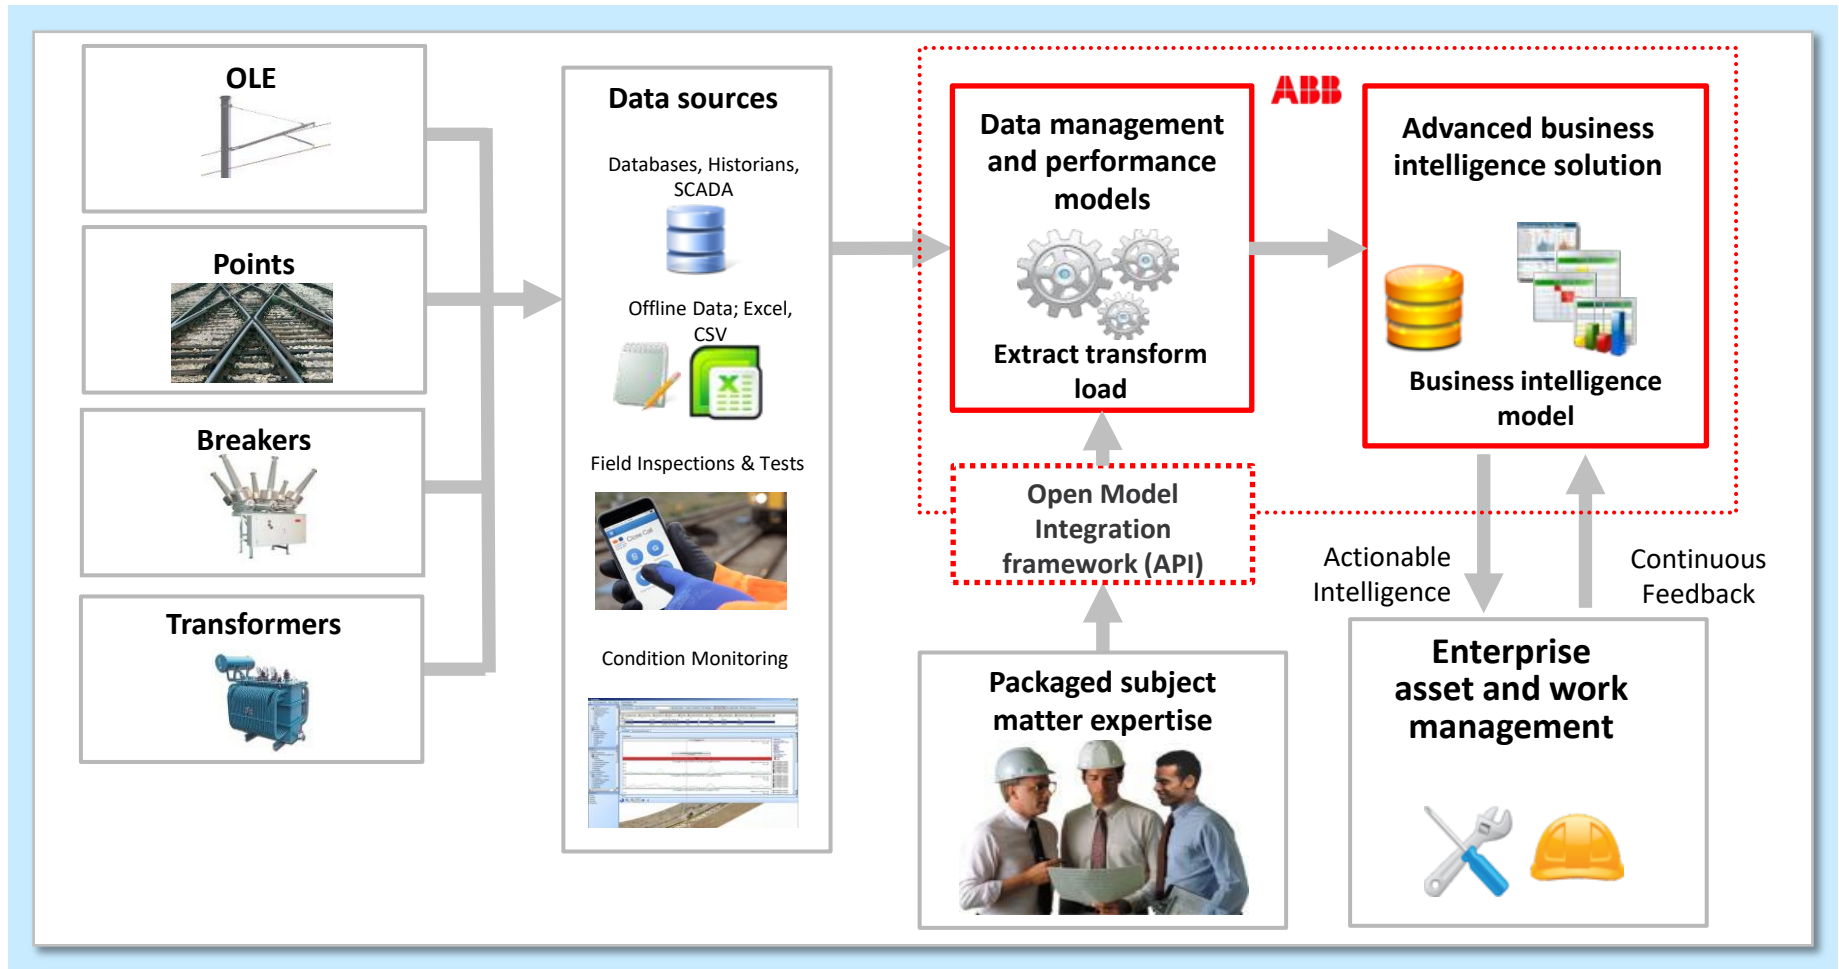 OLE
Points
Breakers
Transformers
Data sources
Databases, Historians,
SCADA
Offline Data; Excel,
CSV
Field Inspections & Tests
Close Call
Condition Monitoring
ABB
Data management
and performance
models
Extract transform
load
Advanced business
intelligence solution
Business intelligence
model
Open Model
Integration
framework (API)
Packaged subject
matter expertise
Actionable
Intelligence
Continuous
Feedback
Enterprise
asset and work
management